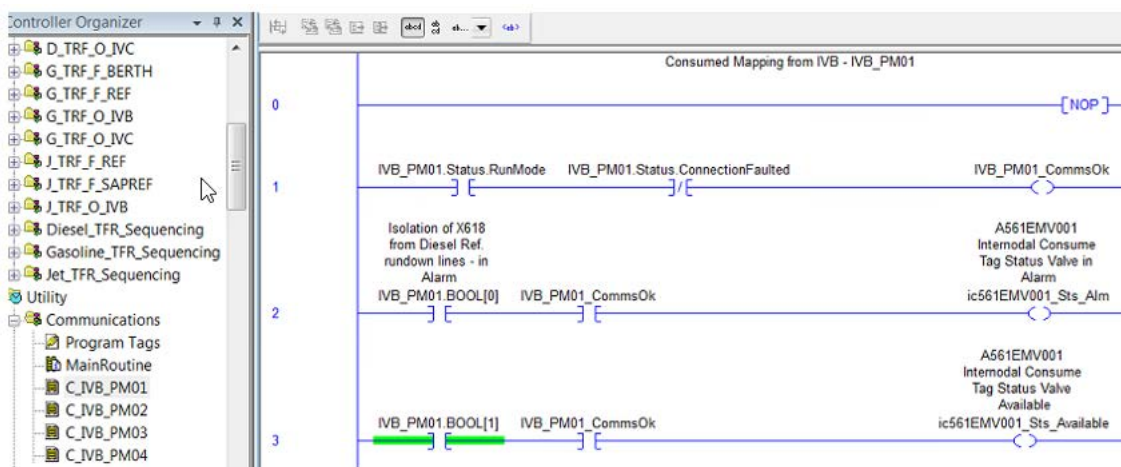 Controller Organizer
D_TRF_O_IVC
G_TRF_F_BERTH
G_TRF_F_REF
G_TRF_O_IVB
G_TRF_O_IVC
J_TRF_F_REF
J_TRF_F_SAPREF
J_TRF_O_IVB
Diesel_TFR_Sequencing
Gasoline_TFR_Sequencing
Jet_TFR_Sequencing
Utility
Communications
Program Tags
MainRoutine
C_IVB_PM01
C_IVB_PM02
C_IVB_PM03
C_IVB_PM04
Consumed Mapping from IVB - IVB_PM01
0
NOP
IVB_PM01.Status.RunMode IVB_PM01.Status.ConnectionFaulted IVB_PM01_CommsOk
1
Isolation of X618
from Diesel Ref.
rundown lines - in
Alarm
IVB_PM01.BOOL[0] IVB_PM01_CommsOk
A561EMV001
Internodal Consume
Tag Status Valve in
Alarm
ic561EMV001_Sts_Alm
2
A561EMV001
Internodal Consume
Tag Status Valve
Available
IVB_PM01.BOOL[1] IVB_PM01_CommsOk ic561EMV001_Sts_Available
3